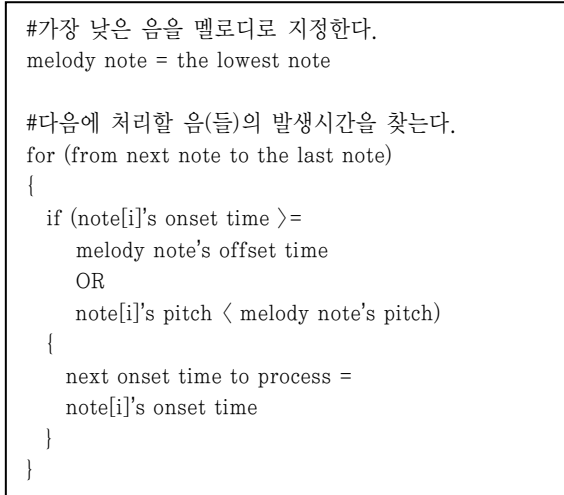 #가장 낮은 음을 멜로디로 지정한다.
melody note = the lowest note
#다음에 처리할 음(들)의 발생시간을 찾는다.
for (from next note to the last note)
{
if (note[i]'s onset time >=
melody note's offset time
OR
note[i]'s pitch < melody note's pitch)
{
next onset time to process =
note[i]'s onset time
}
}